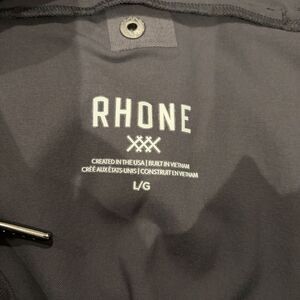 RHONE
CREATED IN THE USA | BUILT IN VIETNAM
CRÉÉ AUX ÉTATS-UNIS | CONSTRUIT EN VIETNAM
L/G